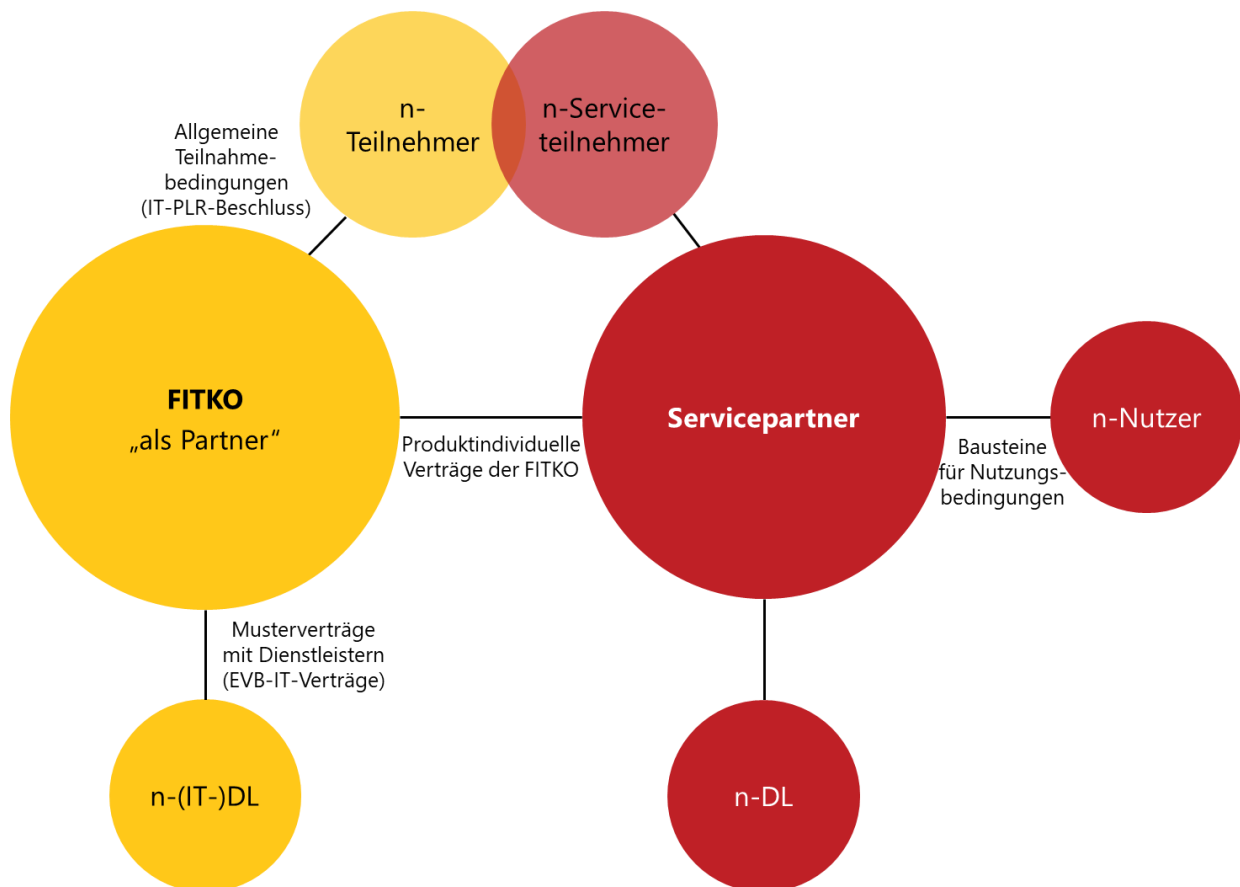 n-
Teilnehmer
n-Service-
teilnehmer
Allgemeine
Teilnahme-
bedingungen
(IT-PLR-Beschluss)
FITKO
„als Partner“
Produktindividuelle
Verträge der FITKO
Servicepartner
Bausteine
für Nutzungs-
bedingungen
n-Nutzer
Musterverträge
mit Dienstleistern
(EVB-IT-Verträge)
n-(IT-)DL
n-DL